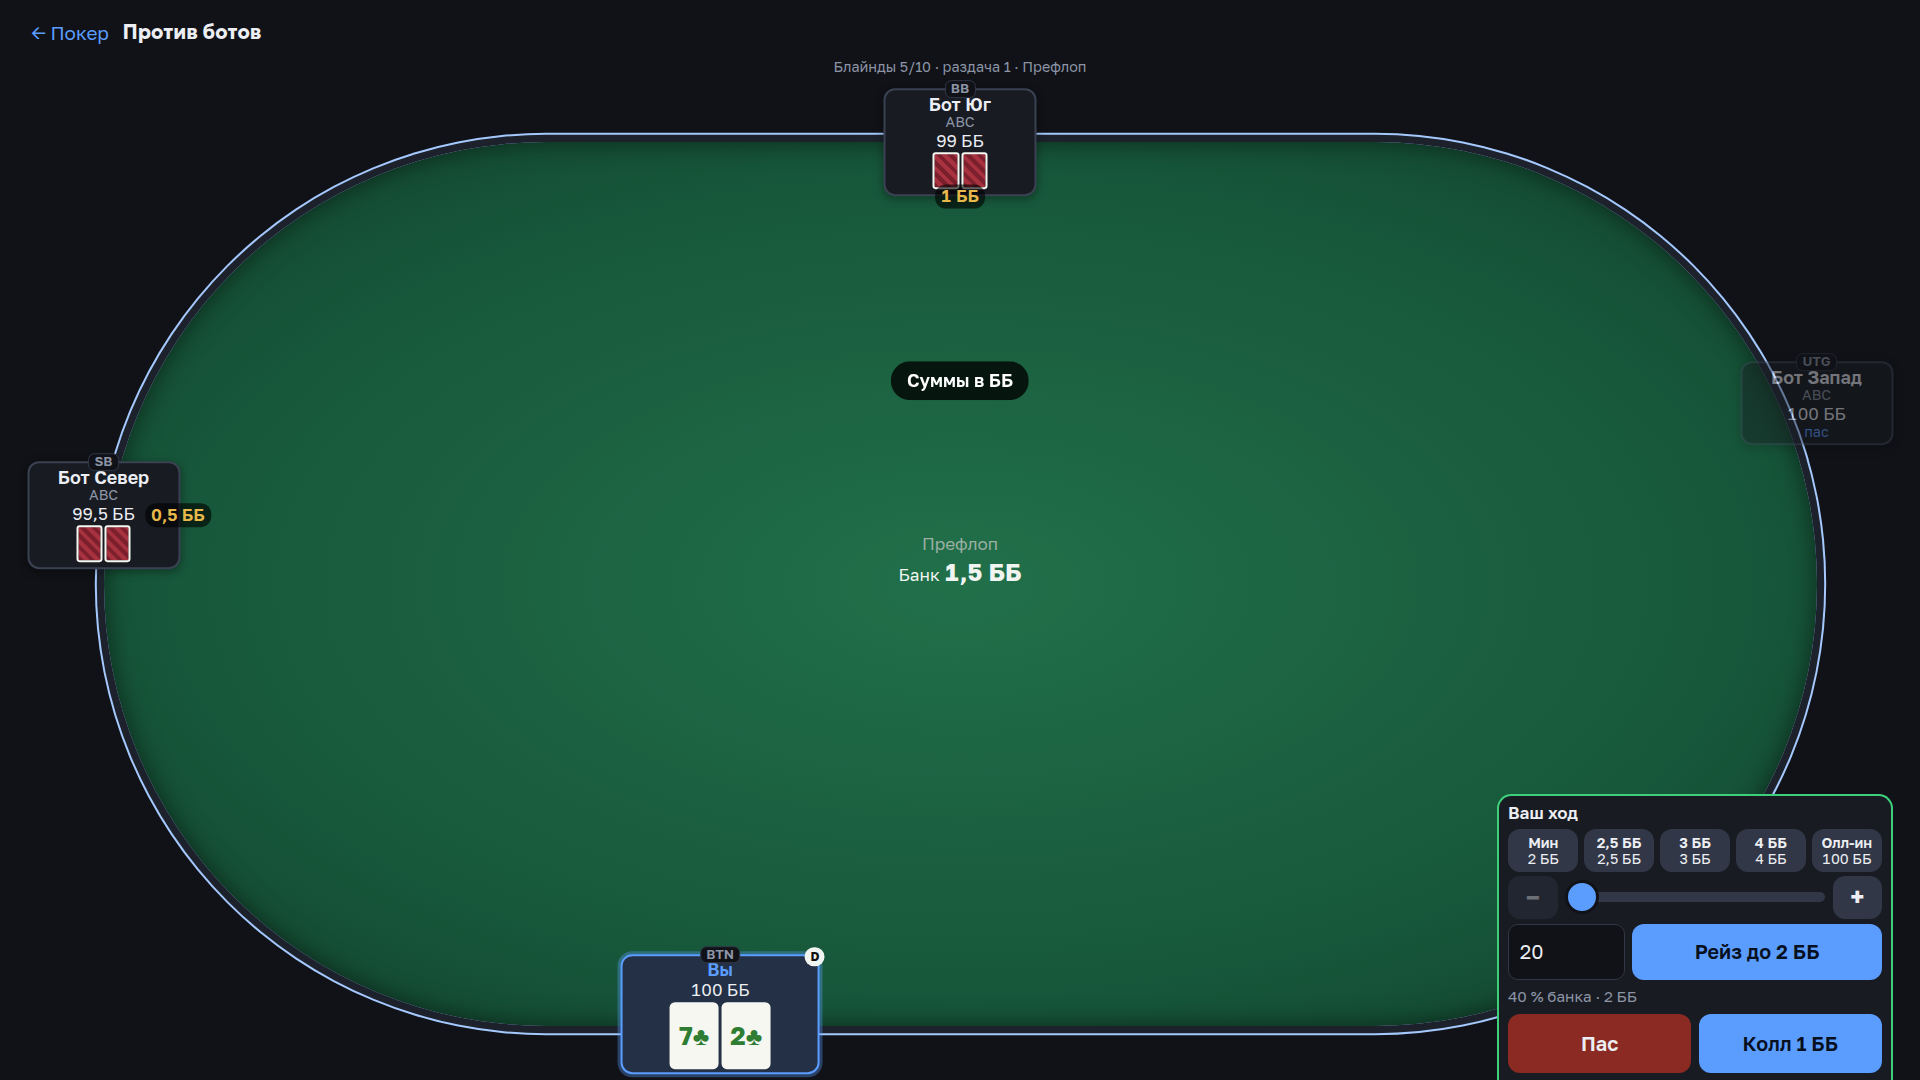 ← Покер Против ботов
Блайнды 5/10 · раздача 1 · Префлоп
BB
Бот Юг
ABC
99 ББ
1 ББ
Суммы в ББ
UTG
Бот Запад
ABC
100 ББ
пас
SB
Бот Север
ABC
99,5 ББ
0,5 ББ
Префлоп
Банк 1,5 ББ
BTN
D
Вы
100 ББ
7♣ 2♣
Ваш ход
Мин 2,5 ББ 3 ББ 4 ББ Олл-ин
2 ББ 2,5 ББ 3 ББ 4 ББ 100 ББ
− +
20 Рейз до 2 ББ
40 % банка · 2 ББ
Пас Колл 1 ББ